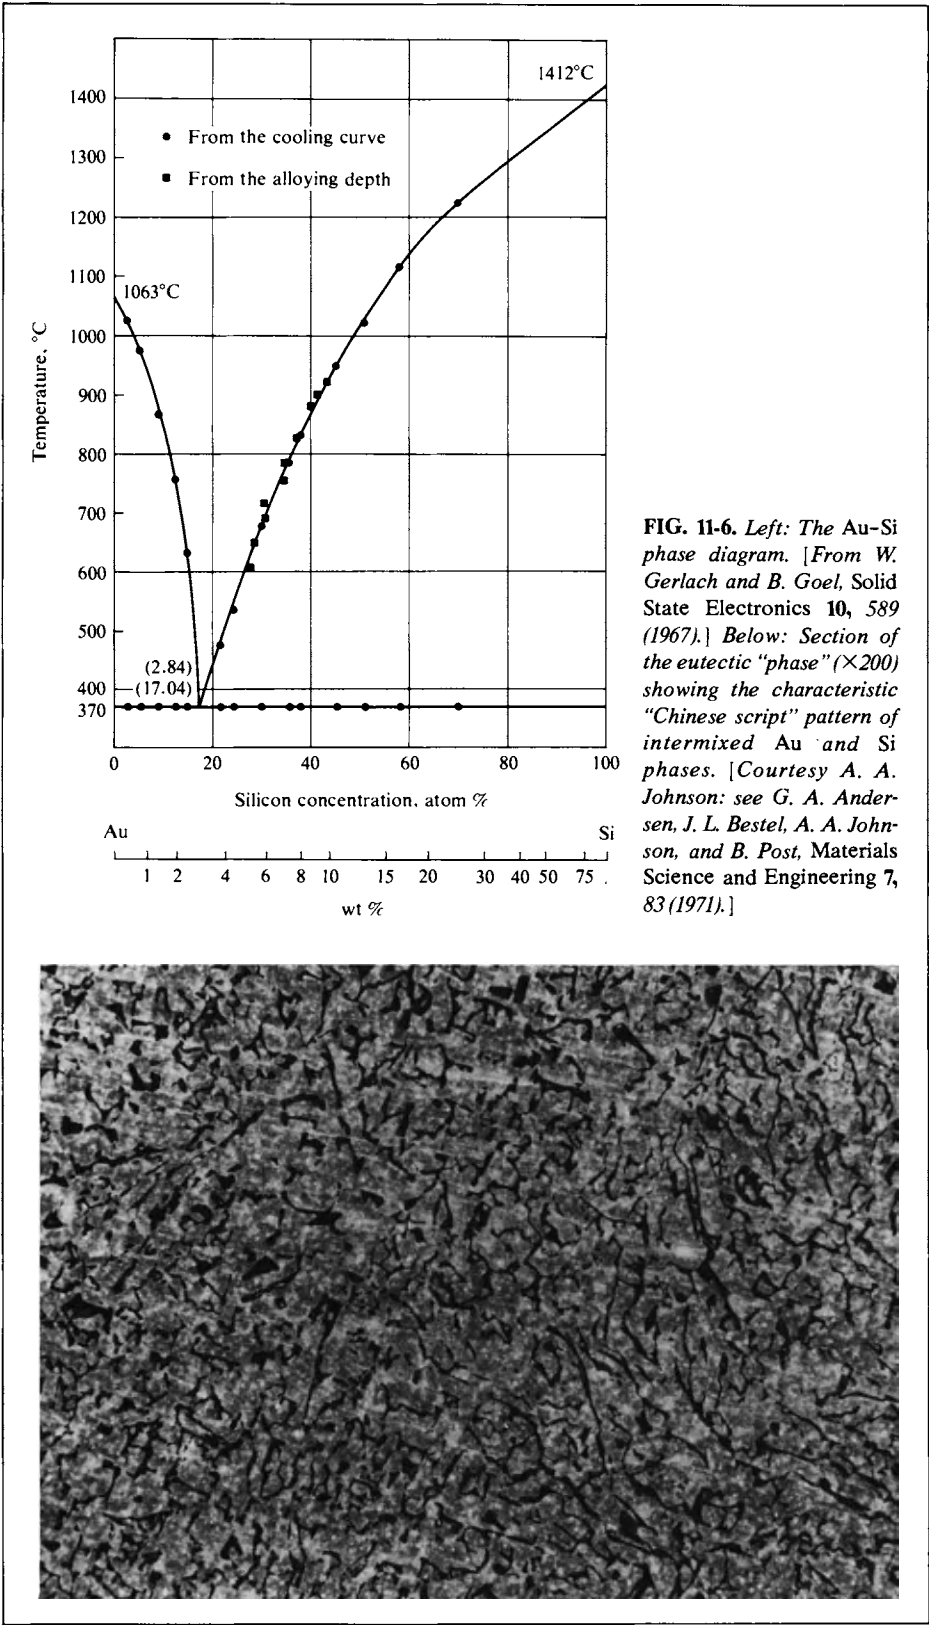 1412°C
1400
From the cooling curve
1300
From the alloying depth
1200
1100
1063°C
1000
Temperature, °C
900
800
700
600
500
(2.84)
400
(17.04)
370
0 20 40 60 80 100
Silicon concentration, atom %
Au Si
1 2 4 6 8 10 15 20 30 40 50 75 .
wt %
FIG. 11-6. Left: The Au–Si
phase diagram. [From W.
Gerlach and B. Goel, Solid
State Electronics 10, 589
(1967).] Below: Section of
the eutectic “phase” (×200)
showing the characteristic
“Chinese script” pattern of
intermixed Au and Si
phases. [Courtesy A. A.
Johnson: see G. A. Ander-
sen, J. L. Bestel, A. A. John-
son, and B. Post, Materials
Science and Engineering 7,
83 (1971).]